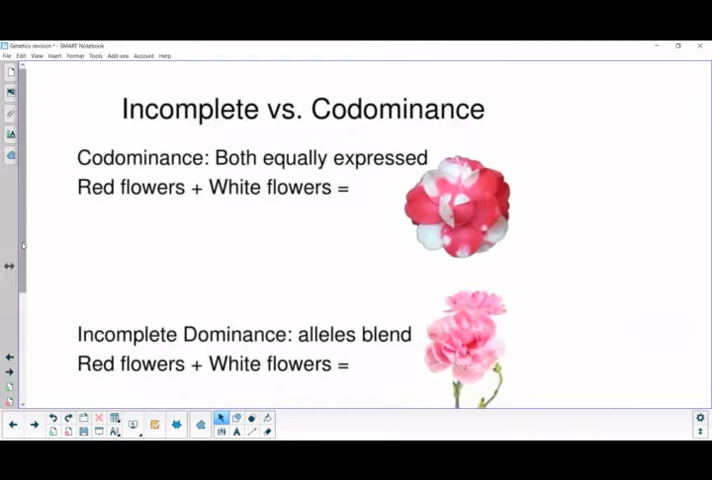 Genetics revision * - SMART Notebook
File Edit View Insert Format Tools Add-ons Account Help
Incomplete vs. Codominance
Codominance: Both equally expressed
Red flowers + White flowers =
Incomplete Dominance: alleles blend
Red flowers + White flowers =